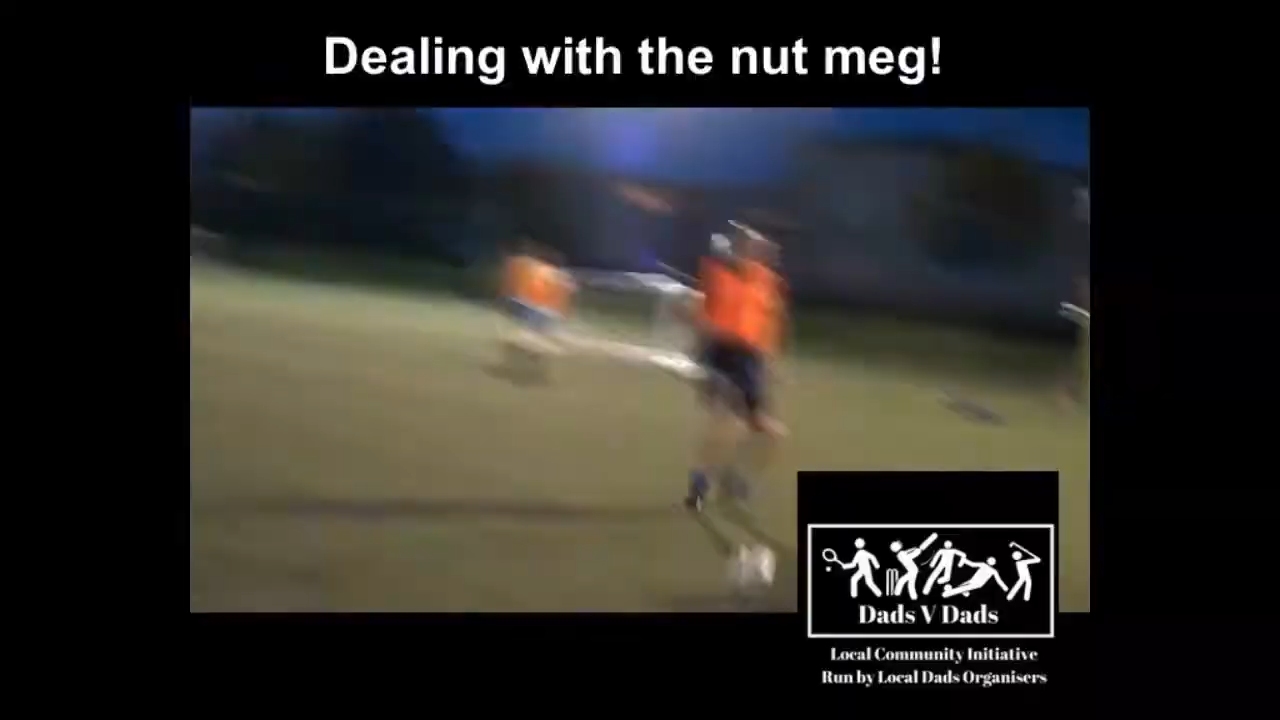 Dealing with the nut meg!
Dads V Dads
Local Community Initiative
Run by Local Dads Organisers